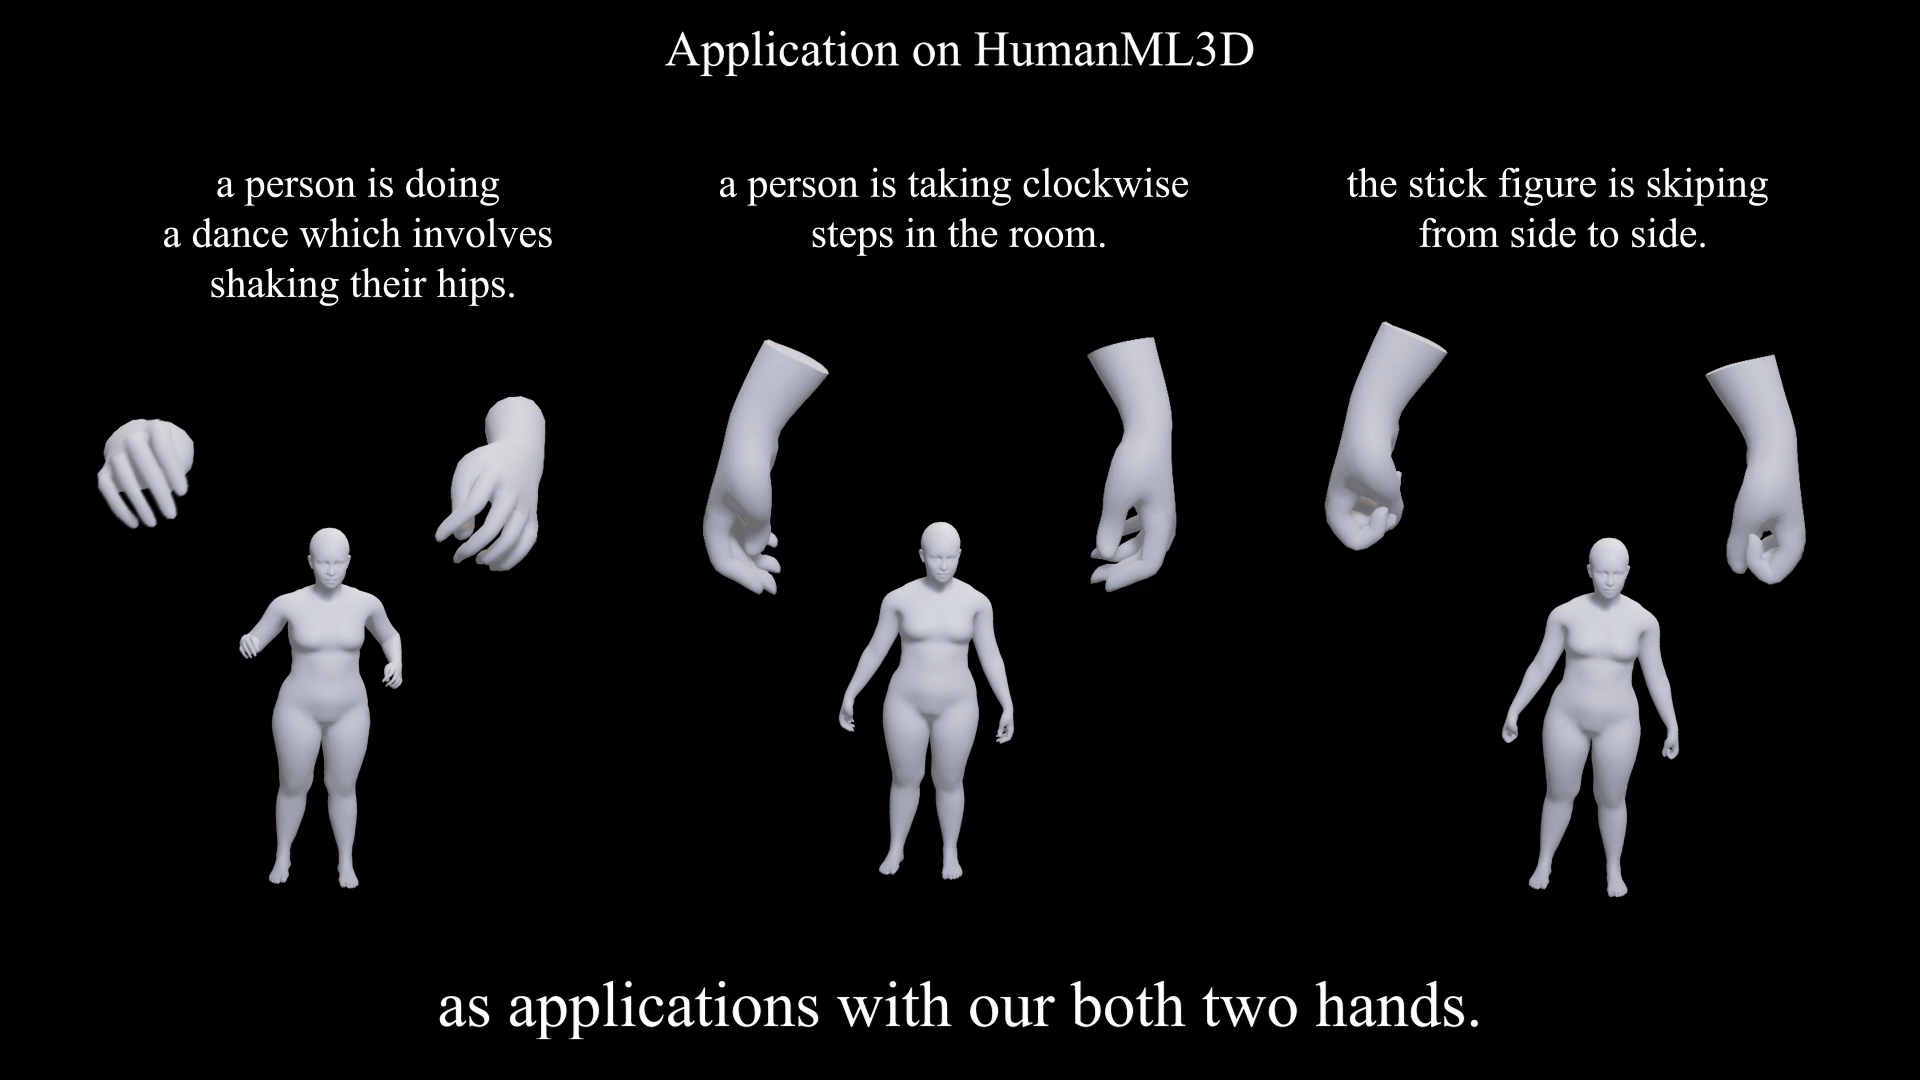 Application on HumanML3D
a person is doing
a dance which involves
shaking their hips.
a person is taking clockwise
steps in the room.
the stick figure is skiping
from side to side.
as applications with our both two hands.